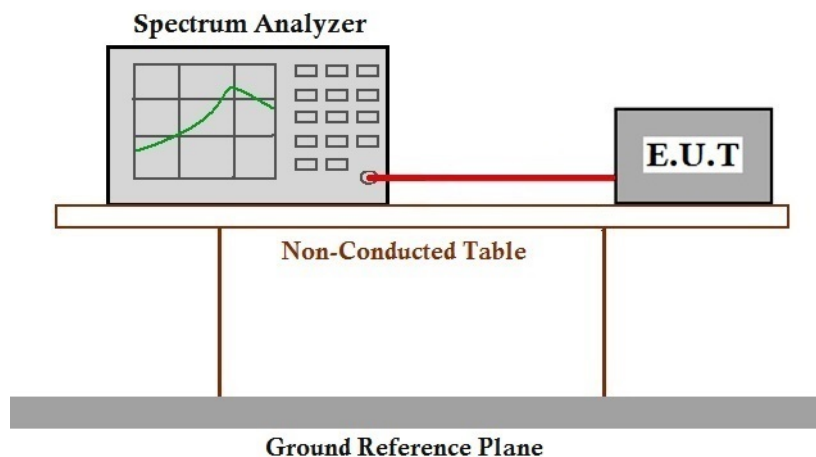 Spectrum Analyzer
E.U.T
Non-Conducted Table
Ground Reference Plane